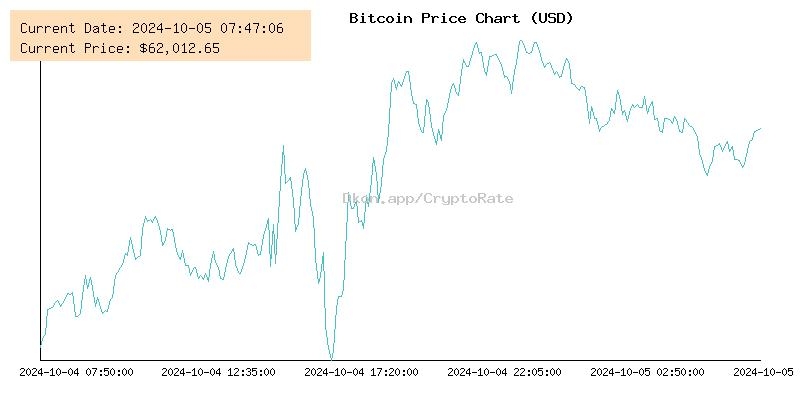 Bitcoin Price Chart (USD)
Current Date: 2024-10-05 07:47:06
Current Price: $62,012.65
Dkon.app/CryptoRate
2024-10-04 07:50:00 2024-10-04 12:35:00 2024-10-04 17:20:00 2024-10-04 22:05:00 2024-10-05 02:50:00 2024-10-05